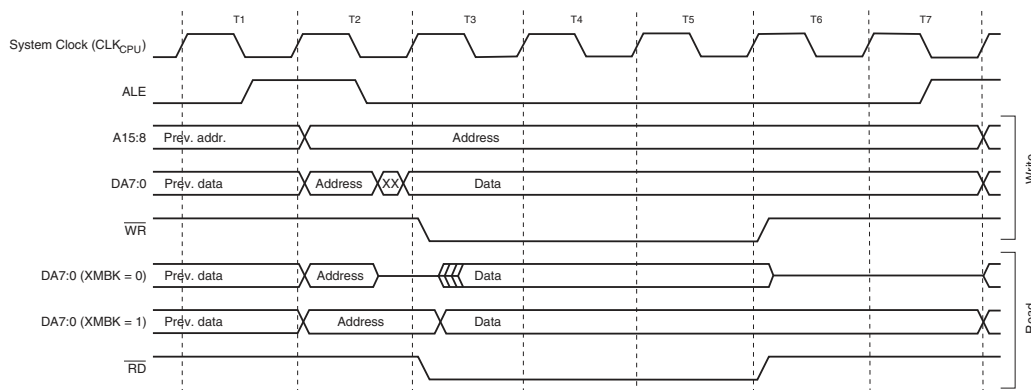 T1 T2 T3 T4 T5 T6 T7
System Clock (CLKCPU)
ALE
A15:8 Prev. addr. Address
DA7:0 Prev. data Address XX Data
WR
Write
DA7:0 (XMBK = 0) Prev. data Address Data
DA7:0 (XMBK = 1) Prev. data Address Data
RD
Read